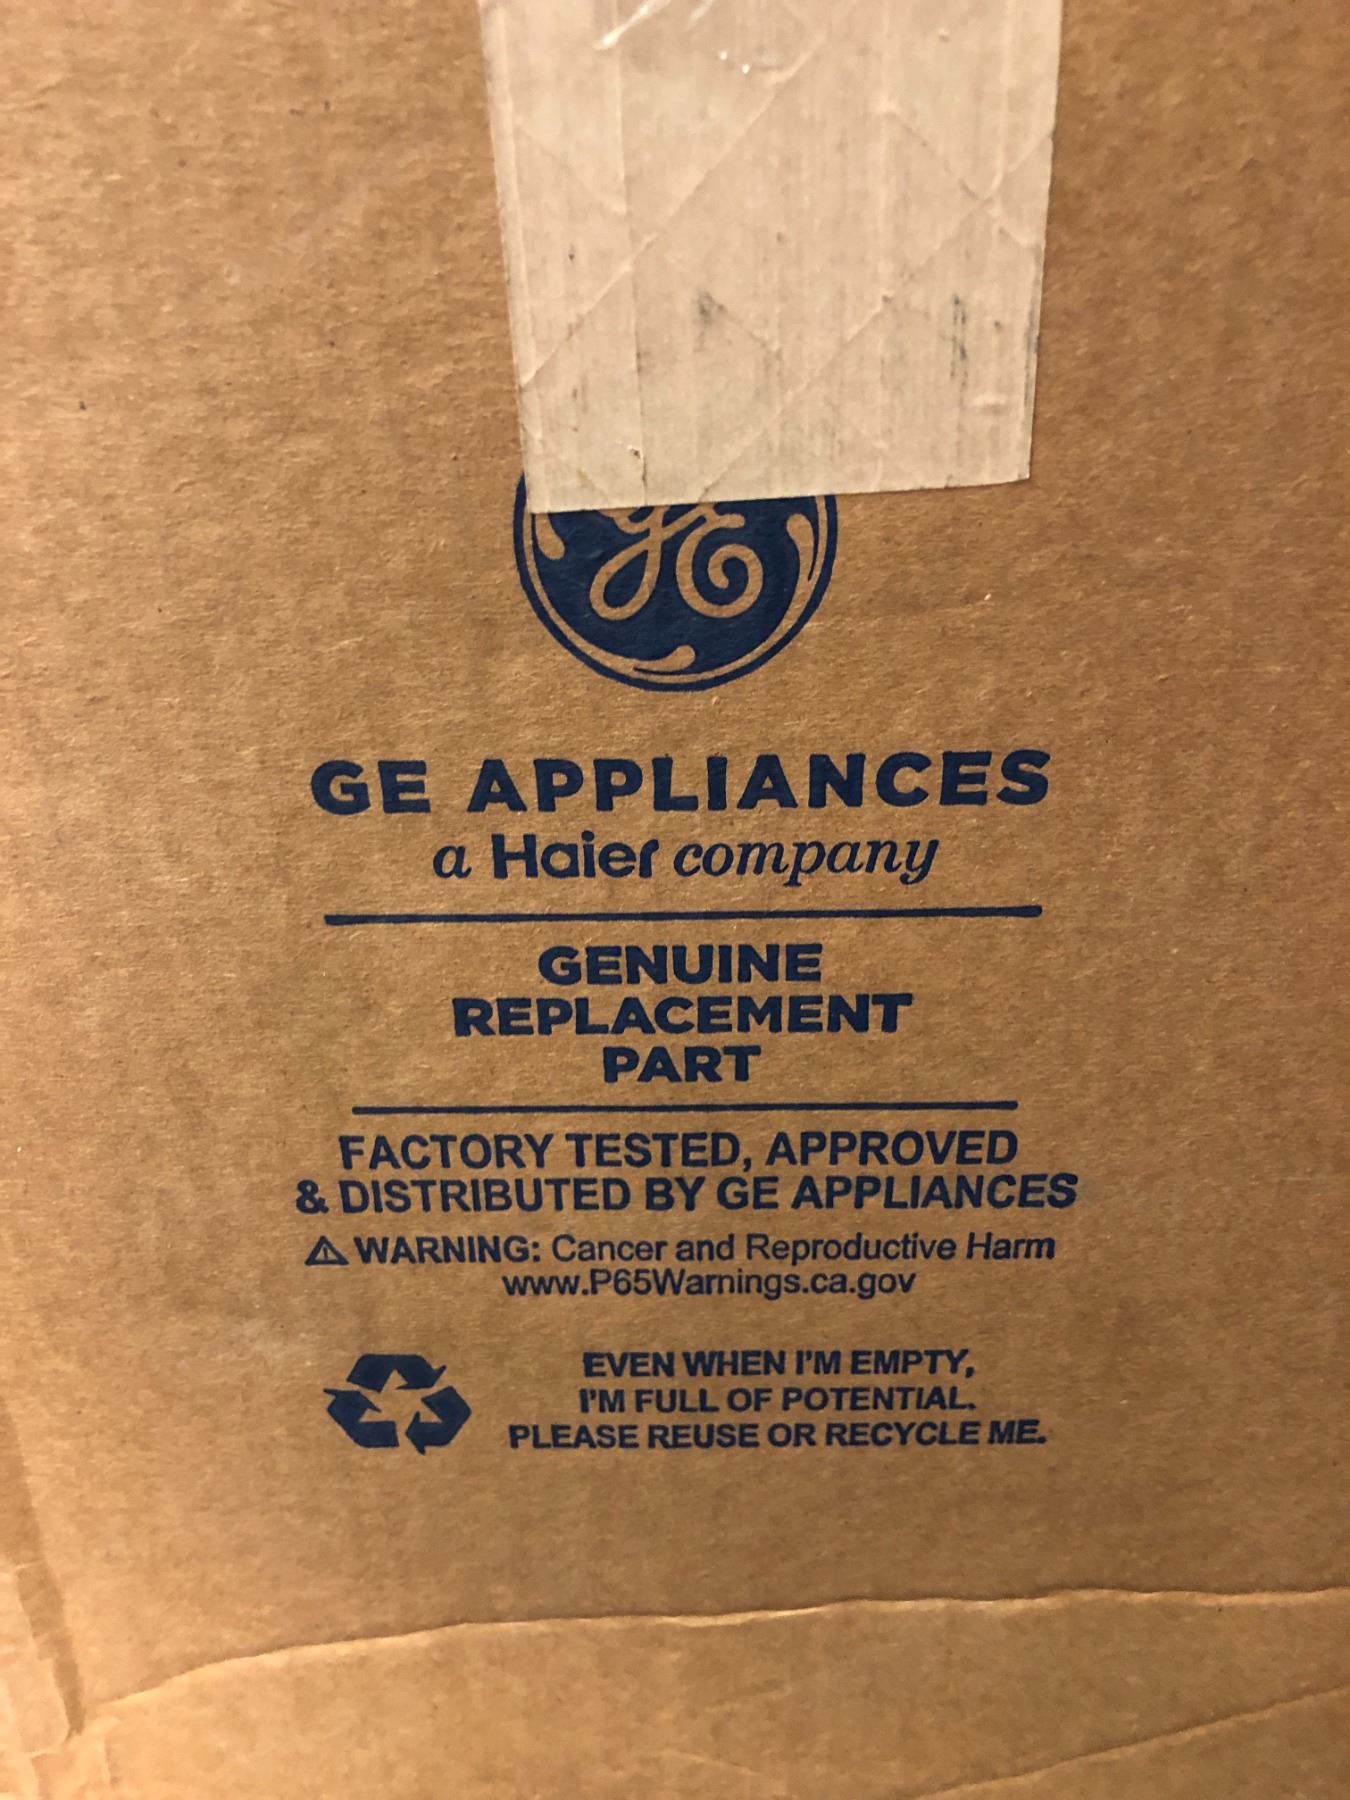 GE
GE APPLIANCES
a Haier company
GENUINE
REPLACEMENT
PART
FACTORY TESTED, APPROVED
& DISTRIBUTED BY GE APPLIANCES
⚠ WARNING: Cancer and Reproductive Harm
www.P65Warnings.ca.gov
EVEN WHEN I'M EMPTY,
I'M FULL OF POTENTIAL.
PLEASE REUSE OR RECYCLE ME.